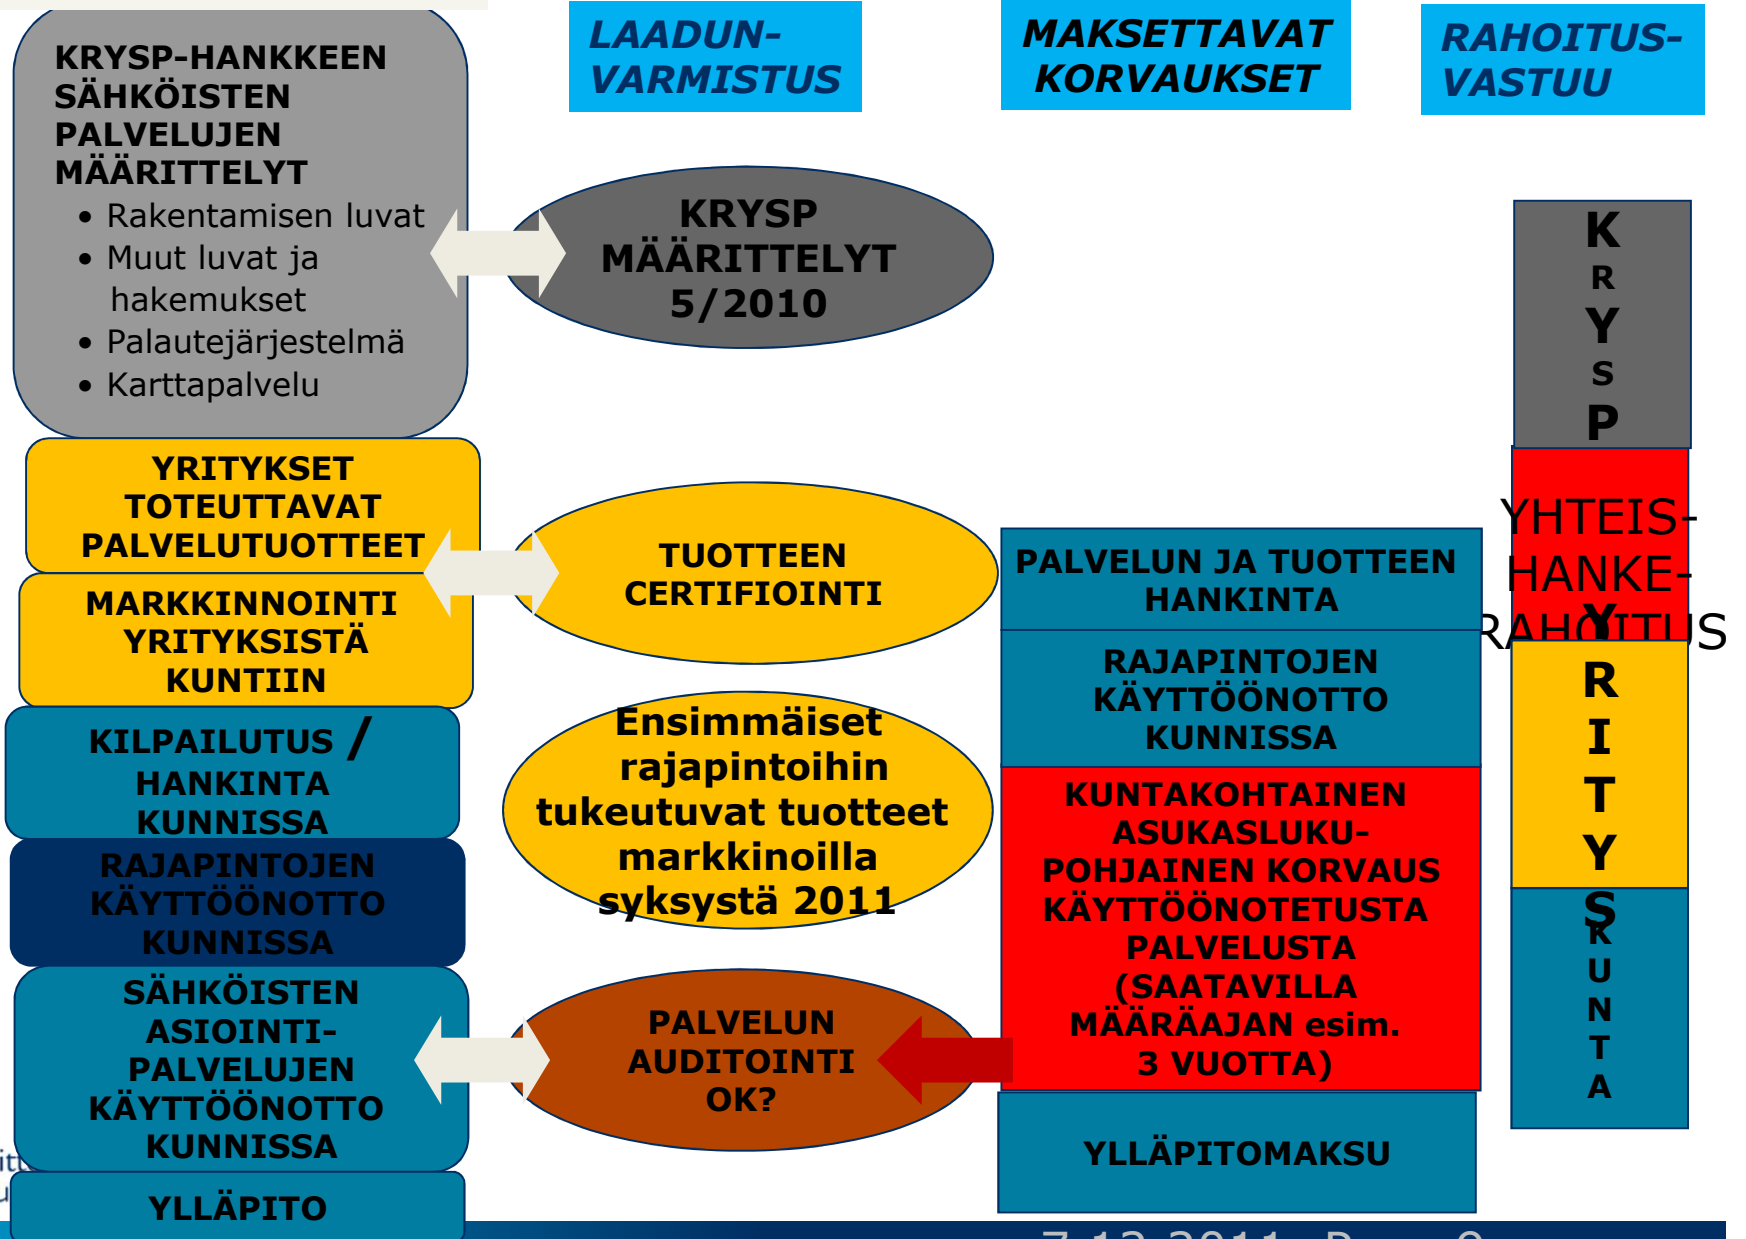 KRYSP-HANKKEEN
SÄHKÖISTEN
PALVELUJEN
MÄÄRITTELYT
• Rakentamisen luvat
• Muut luvat ja
hakemukset
• Palautejärjestelmä
• Karttapalvelu
YRITYKSET
TOTEUTTAVAT
PALVELUTUOTTEET
MARKKINNOINTI
YRITYKSISTÄ
KUNTIIN
KILPAILUTUS /
HANKINTA
KUNNISSA
RAJAPINTOJEN
KÄYTTÖÖNOTTO
KUNNISSA
SÄHKÖISTEN
ASIOINTI-
PALVELUJEN
KÄYTTÖÖNOTTO
KUNNISSA
YLLÄPITO
LAADUN-
VARMISTUS
KRYSP
MÄÄRITTELYT
5/2010
TUOTTEEN
CERTIFIOINTI
Ensimmäiset
rajapintoihin
tukeutuvat tuotteet
markkinoilla
syksystä 2011
PALVELUN
AUDITOINTI
OK?
MAKSETTAVAT
KORVAUKSET
PALVELUN JA TUOTTEEN
HANKINTA
RAJAPINTOJEN
KÄYTTÖÖNOTTO
KUNNISSA
KUNTAKOHTAINEN
ASUKASLUKU-
POHJAINEN KORVAUS
KÄYTTÖÖNOTETUSTA
PALVELUSTA
(SAATAVILLA
MÄÄRÄAJAN esim.
3 VUOTTA)
YLLÄPITOMAKSU
RAHOITUS-
VASTUU
K
R
Y
S
P
YHTEIS-
HANKE-
RAHOITUS
Y
R
I
T
Y
S
K
U
N
T
A